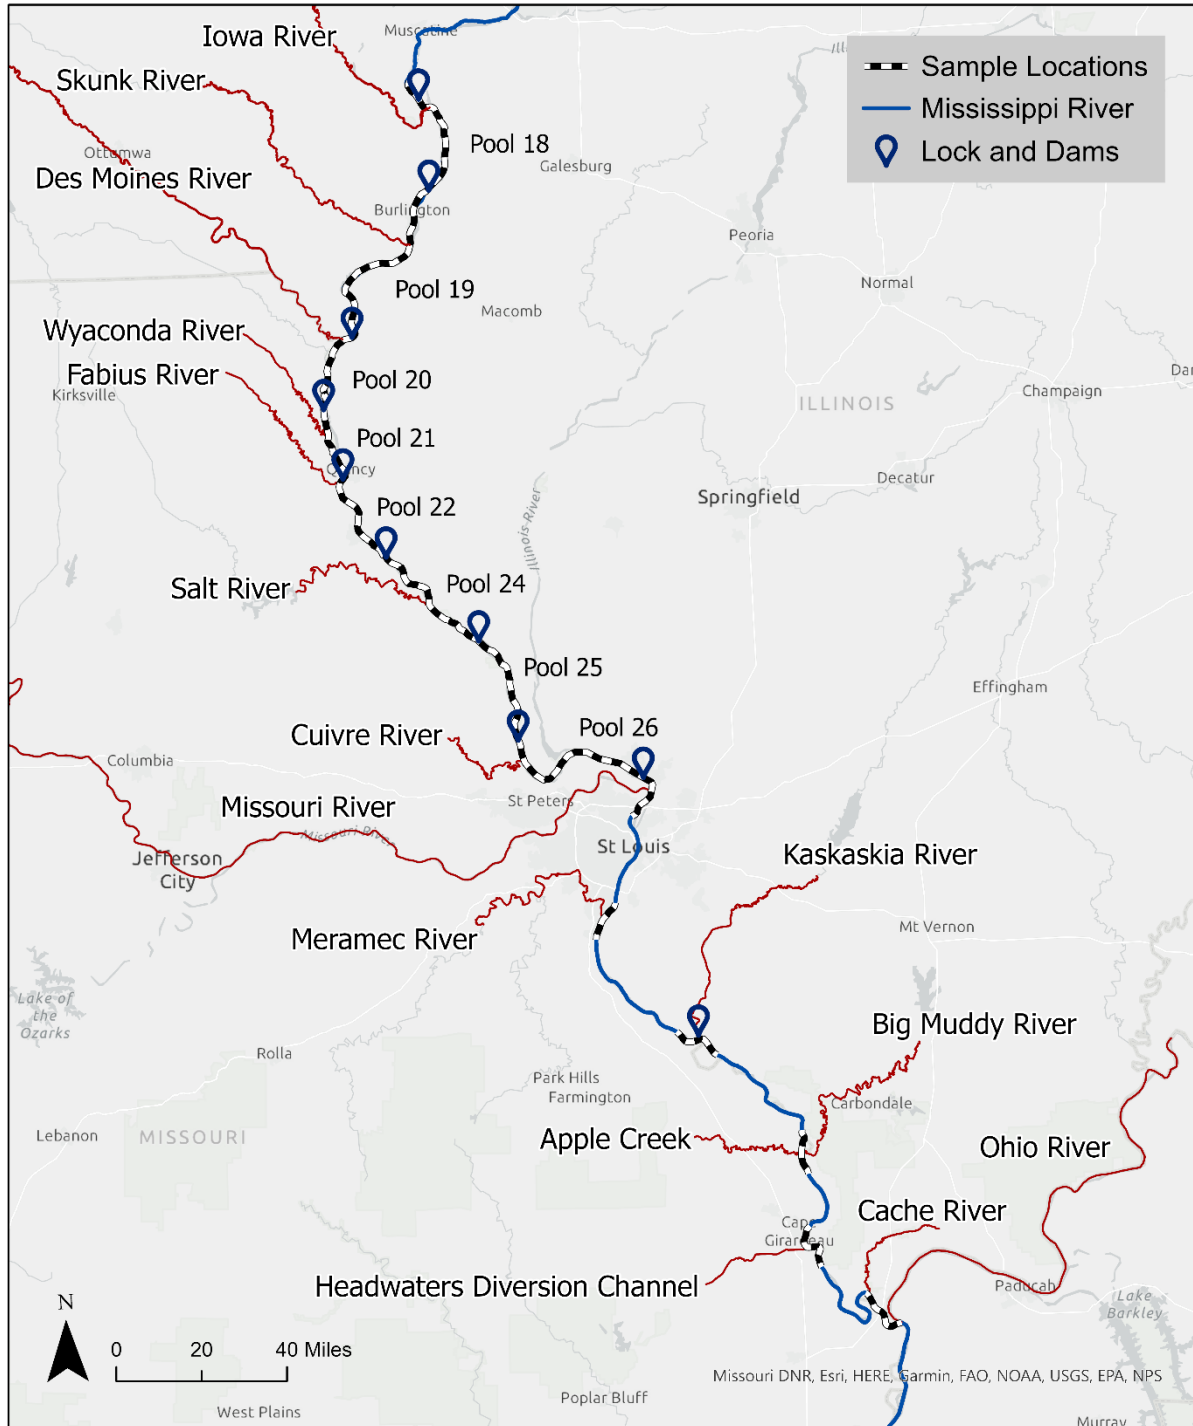 Iowa River
Muscatine
Sample Locations
Skunk River
Mississippi River
Lock and Dams
Pool 18
Ottumwa
Galesburg
Des Moines River
Burlington
Peoria
Normal
Pool 19
Macomb
Wyaconda River
Fabius River
Pool 20
Kirksville
Champaign
ILLINOIS
Pool 21
Quincy
Decatur
Springfield
Pool 22
Illinois River
Salt River
Pool 24
Pool 25
Effingham
Cuivre River
Pool 26
Columbia
Missouri River
St Peters
Missouri River
Jefferson
City
St Louis
Kaskaskia River
Meramec River
Mt Vernon
Lake of
the
Ozarks
Big Muddy River
Rolla
Park Hills
Farmington
Carbondale
Lebanon
MISSOURI
Apple Creek
Ohio River
Cape
Girardeau
Cache River
Headwaters Diversion Channel
Paducah
Lake
Barkley
N
0 20 40 Miles
Missouri DNR, Esri, HERE, Garmin, FAO, NOAA, USGS, EPA, NPS
Poplar Bluff
West Plains
Murray